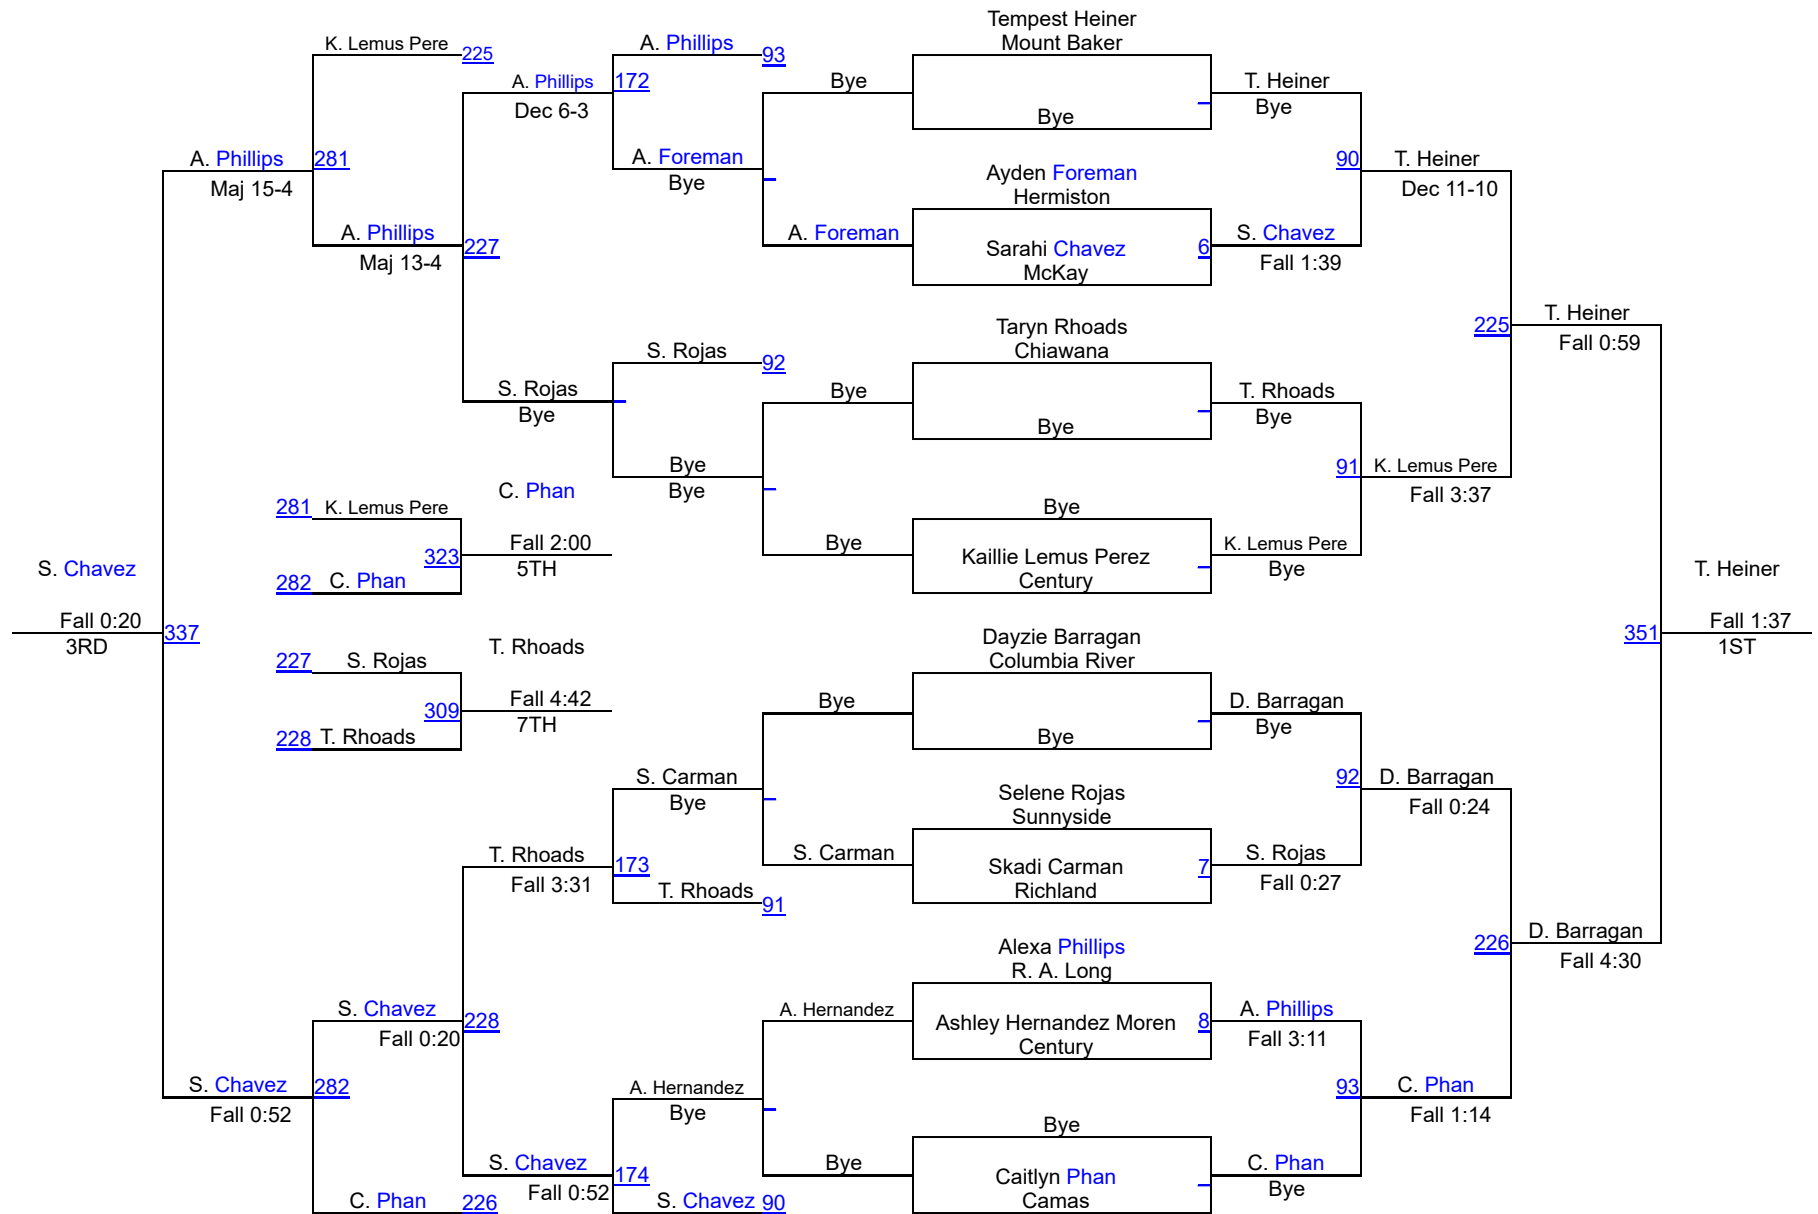 Tempest Heiner
Mount Baker
K. Lemus Pere
225
A. Phillips
93
A. Phillips
172
Dec 6-3
Bye
Bye
T. Heiner
Bye
A. Phillips
281
Maj 15-4
A. Foreman
Bye
Ayden Foreman
Hermiston
90
T. Heiner
Dec 11-10
A. Phillips
227
Maj 13-4
A. Foreman
Sarahi Chavez
McKay
6
S. Chavez
Fall 1:39
Taryn Rhoads
Chiawana
225
T. Heiner
Fall 0:59
S. Rojas
92
S. Rojas
Bye
Bye
Bye
T. Rhoads
Bye
Bye
Bye
91
K. Lemus Pere
Fall 3:37
C. Phan
281
K. Lemus Pere
Fall 2:00
5TH
323
282
C. Phan
Bye
Bye
Kaillie Lemus Perez
Century
K. Lemus Pere
Bye
S. Chavez
Fall 0:20
3RD
337
T. Heiner
351
Fall 1:37
1ST
Dayzie Barragan
Columbia River
T. Rhoads
227
S. Rojas
Fall 4:42
7TH
309
228
T. Rhoads
Bye
Bye
D. Barragan
Bye
S. Carman
Bye
Selene Rojas
Sunnyside
92
D. Barragan
Fall 0:24
T. Rhoads
173
Fall 3:31
T. Rhoads
91
S. Carman
Skadi Carman
Richland
7
S. Rojas
Fall 0:27
Alexa Phillips
R. A. Long
226
D. Barragan
Fall 4:30
S. Chavez
228
Fall 0:20
A. Hernandez
Ashley Hernandez Moren
Century
8
A. Phillips
Fall 3:11
S. Chavez
282
Fall 0:52
A. Hernandez
Bye
93
C. Phan
Fall 1:14
Bye
S. Chavez
174
Fall 0:52
Bye
Caitlyn Phan
Camas
C. Phan
Bye
C. Phan
226
S. Chavez
90